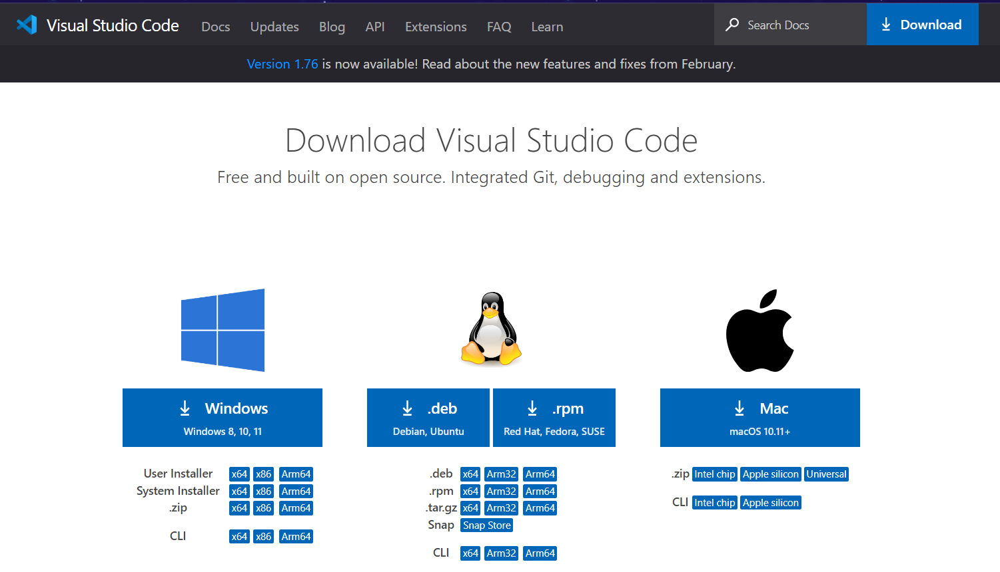 Visual Studio Code Docs Updates Blog API Extensions FAQ Learn Search Docs Download
Version 1.76 is now available! Read about the new features and fixes from February.
Download Visual Studio Code
Free and built on open source. Integrated Git, debugging and extensions.
Windows
Windows 8, 10, 11
User Installer x64 x86 Arm64
System Installer x64 x86 Arm64
.zip x64 x86 Arm64
CLI x64 x86 Arm64
.deb
Debian, Ubuntu
.rpm
Red Hat, Fedora, SUSE
.deb x64 Arm32 Arm64
.rpm x64 Arm32 Arm64
.tar.gz x64 Arm32 Arm64
Snap Snap Store
CLI x64 Arm32 Arm64
Mac
macOS 10.11+
.zip Intel chip Apple silicon Universal
CLI Intel chip Apple silicon